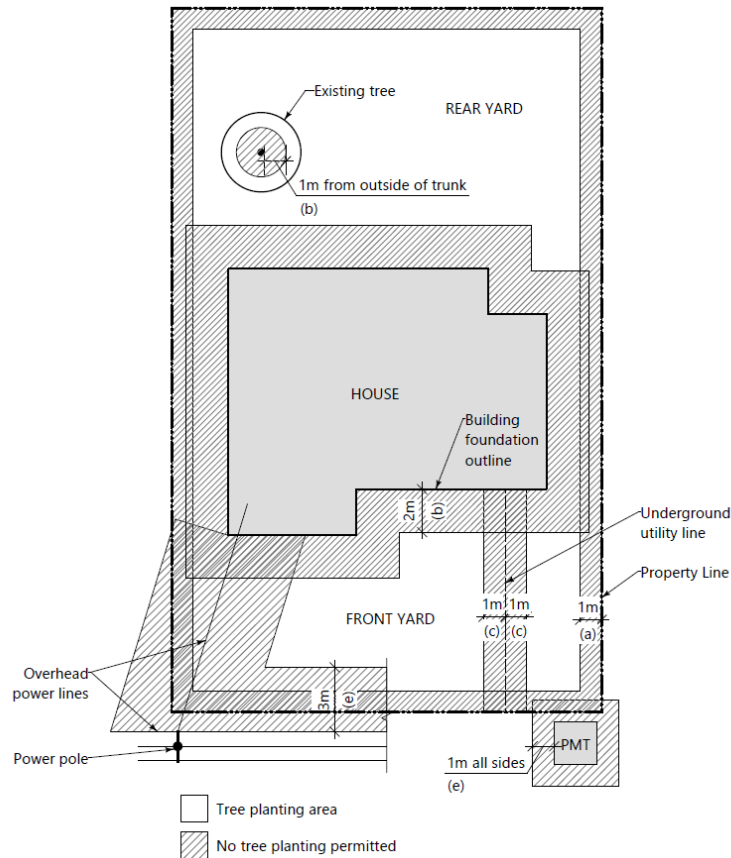 Existing tree
REAR YARD
1m from outside of trunk
(b)
HOUSE
Building
foundation
outline
2m
(b)
Underground
utility line
Property Line
1m
1m
1m
(c)
(c)
(a)
FRONT YARD
Overhead
power lines
3m
(e)
Power pole
PMT
1m all sides
(e)
Tree planting area
No tree planting permitted